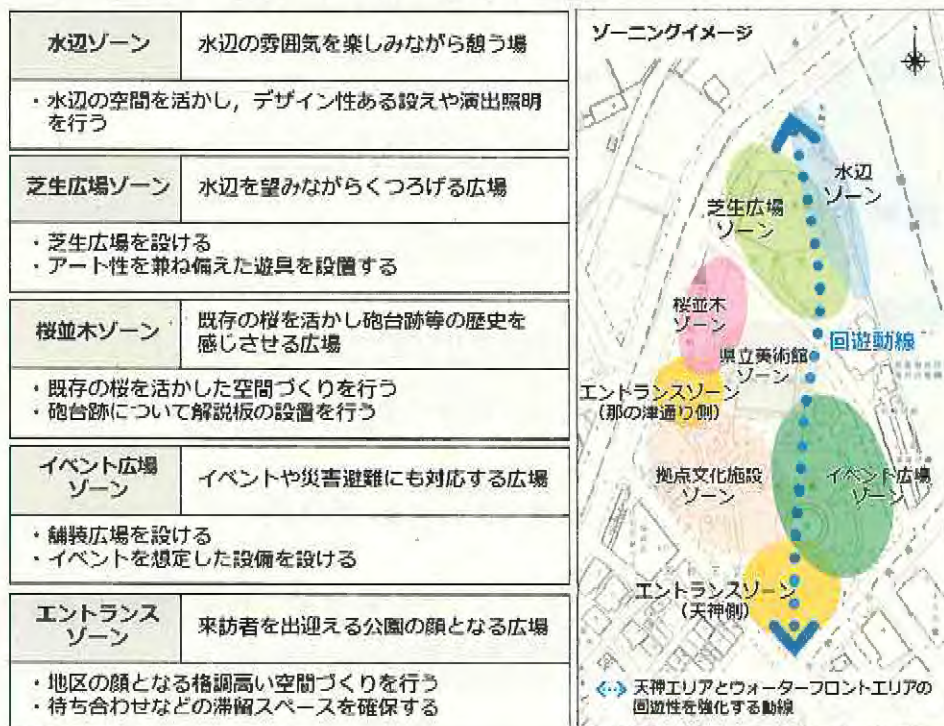 水辺ゾーン
水辺の雰囲気を楽しみながら憩う場
・水辺の空間を活かし，デザイン性ある設えや演出照明
を行う
芝生広場ゾーン
水辺を望みながらくつろげる広場
・芝生広場を設ける
・アート性を兼ね備えた遊具を設置する
桜並木ゾーン
既存の桜を活かし砲台跡等の歴史を
感じさせる広場
・既存の桜を活かした空間づくりを行う
・砲台跡について解説板の設置を行う
イベント広場
ゾーン
イベントや災害避難にも対応する広場
・舗装広場を設ける
・イベントを想定した設備を設ける
エントランス
ゾーン
来訪者を出迎える公園の顔となる広場
・地区の顔となる格調高い空間づくりを行う
・待ち合わせなどの滞留スペースを確保する
ゾーニングイメージ
水辺
ゾーン
芝生広場
ゾーン
桜並木
ゾーン
回遊動線
県立美術館
ゾーン
エントランスゾーン
（那の津通り側）
拠点文化施設
ゾーン
イベント広場
ゾーン
エントランスゾーン
（天神側）
天神エリアとウォーターフロントエリアの
回遊性を強化する動線